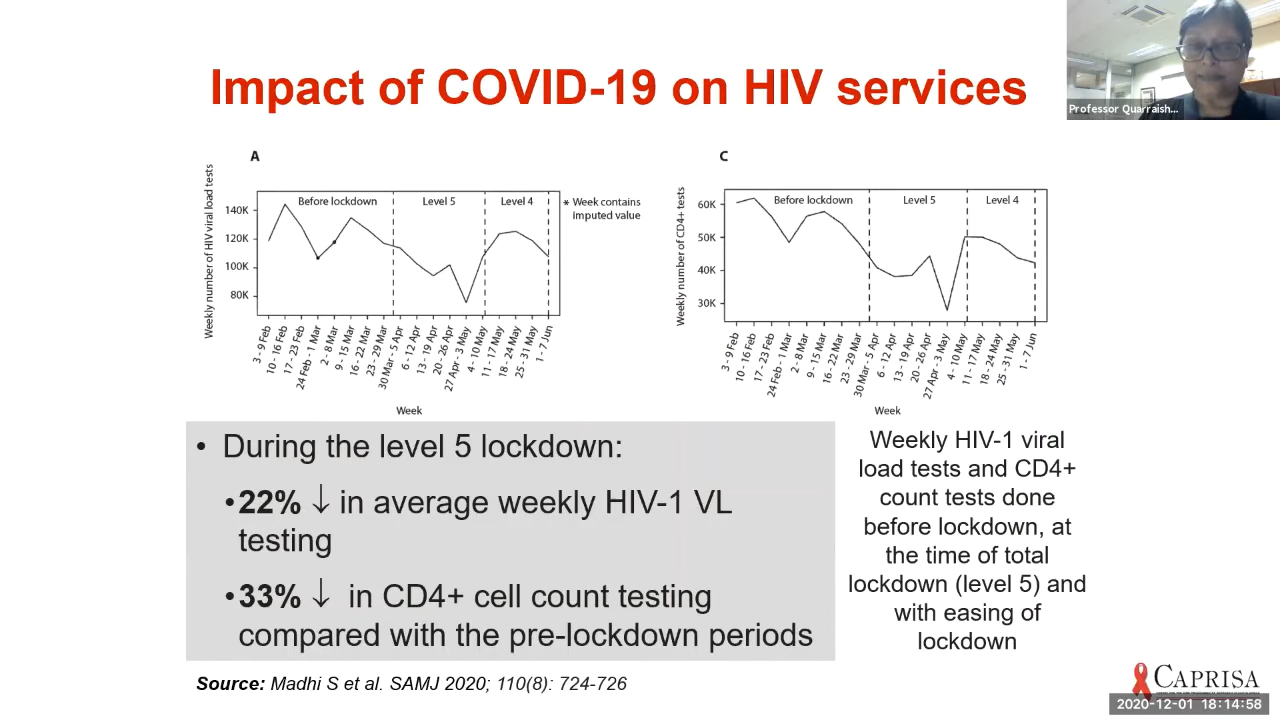 Impact of COVID-19 on HIV services
Professor Quarraish...
A
Weekly number of HIV viral load tests
140K
120K
100K
80K
Before lockdown
Level 5
Level 4
* Week contains
imputed value
3 - 9 Feb
10 - 16 Feb
17 - 23 Feb
24 Feb - 1 Mar
2 - 8 Mar
9 - 15 Mar
16 - 22 Mar
23 - 29 Mar
30 Mar - 5 Apr
6 - 12 Apr
13 - 19 Apr
20 - 26 Apr
27 Apr - 3 May
4 - 10 May
11 - 17 May
18 - 24 May
25 - 31 May
1 - 7 Jun
Week
C
Weekly number of CD4+ tests
60K
50K
40K
30K
Before lockdown
Level 5
Level 4
3 - 9 Feb
10 - 16 Feb
17 - 23 Feb
24 Feb - 1 Mar
2 - 8 Mar
9 - 15 Mar
16 - 22 Mar
23 - 29 Mar
30 Mar - 5 Apr
6 - 12 Apr
13 - 19 Apr
20 - 26 Apr
27 Apr - 3 May
4 - 10 May
11 - 17 May
18 - 24 May
25 - 31 May
1 - 7 Jun
Week
• During the level 5 lockdown:
•22% ↓ in average weekly HIV-1 VL
testing
•33% ↓ in CD4+ cell count testing
compared with the pre-lockdown periods
Weekly HIV-1 viral
load tests and CD4+
count tests done
before lockdown, at
the time of total
lockdown (level 5) and
with easing of
lockdown
Source: Madhi S et al. SAMJ 2020; 110(8): 724-726
CAPRISA
2020-12-01 18:14:58